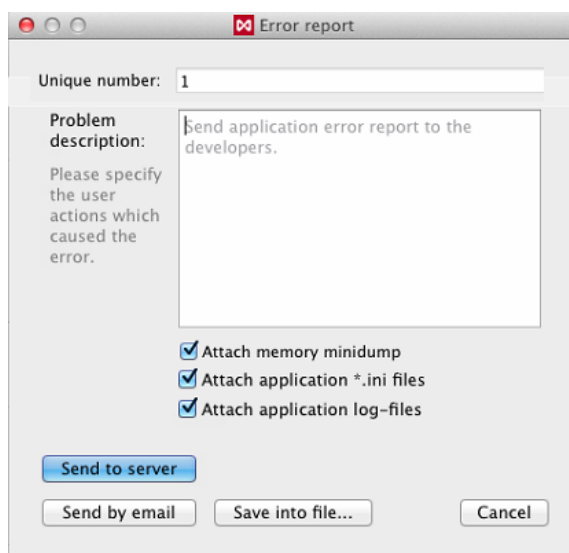 Error report
Unique number: 1
Problem
description:
Please specify
the user
actions which
caused the
error.
Send application error report to the
developers.
Attach memory minidump
Attach application *.ini files
Attach application log-files
Send to server
Send by email Save into file... Cancel